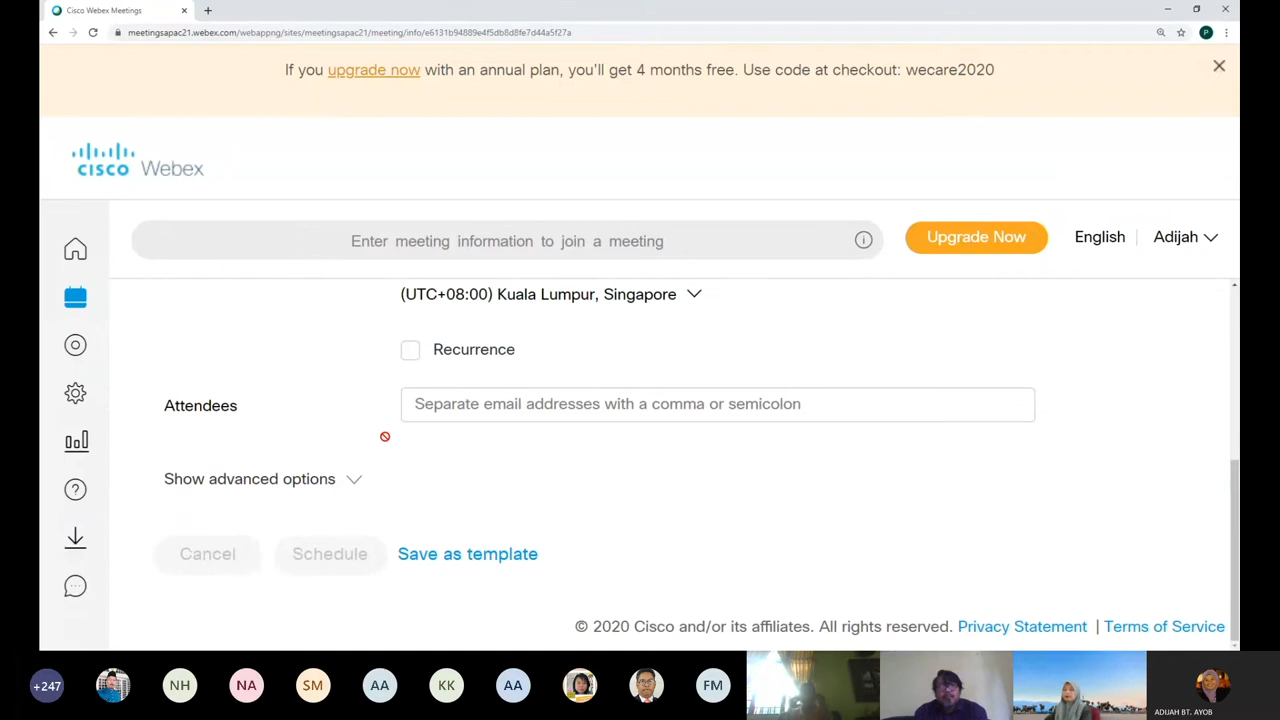 Cisco Webex Meetings
meetingsapac21.webex.com/webappng/sites/meetingsapac21/meeting/info/e6131b94889e4f5db8d8fe7d44a5f27a
P
If you upgrade now with an annual plan, you'll get 4 months free. Use code at checkout: wecare2020
CISCO Webex
Enter meeting information to join a meeting
Upgrade Now
English
Adijah
(UTC+08:00) Kuala Lumpur, Singapore
Recurrence
Attendees
Separate email addresses with a comma or semicolon
Show advanced options
Cancel
Schedule
Save as template
© 2020 Cisco and/or its affiliates. All rights reserved. Privacy Statement | Terms of Service
+247
NH
NA
SM
AA
KK
AA
FM
ADIJAH BT. AYOB